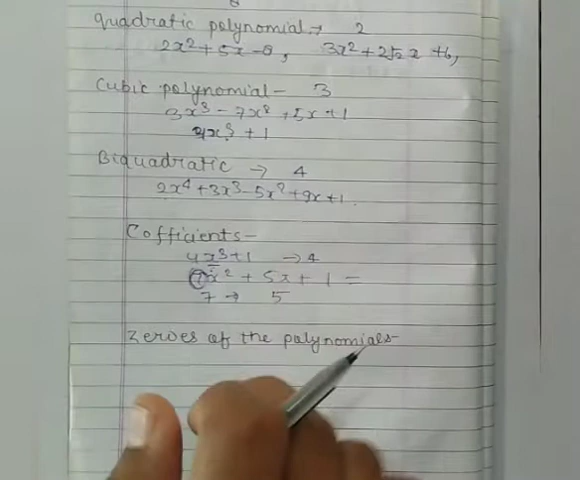 quadratic polynomial → 2
2x² + 5x - 8, 3x² + 2√2 x + 6,
Cubic polynomial - 3
3x³ - 7x² + 5x + 1
4x³ + 1
Biquadratic → 4
2x⁴ + 3x³ - 5x² + 9x + 1.
Cofficients -
4x³ + 1 → 4
7x² + 5x + 1 =
7 → 5
Zeroes of the polynomials -